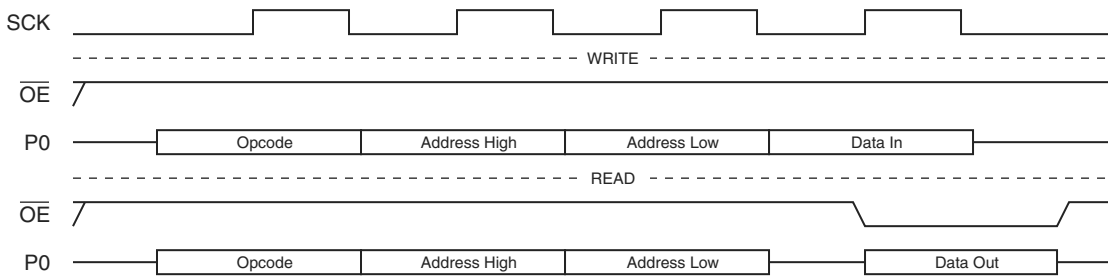 SCK
WRITE
OE
P0 Opcode Address High Address Low Data In
READ
OE
P0 Opcode Address High Address Low Data Out